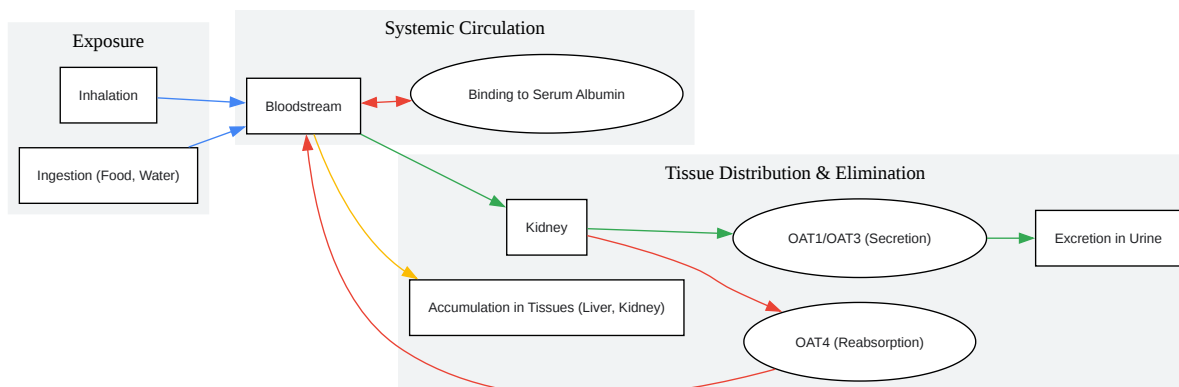 Exposure
Inhalation
Ingestion (Food, Water)
Systemic Circulation
Bloodstream
Binding to Serum Albumin
Tissue Distribution & Elimination
Kidney
OAT1/OAT3 (Secretion)
Excretion in Urine
Accumulation in Tissues (Liver, Kidney)
OAT4 (Reabsorption)